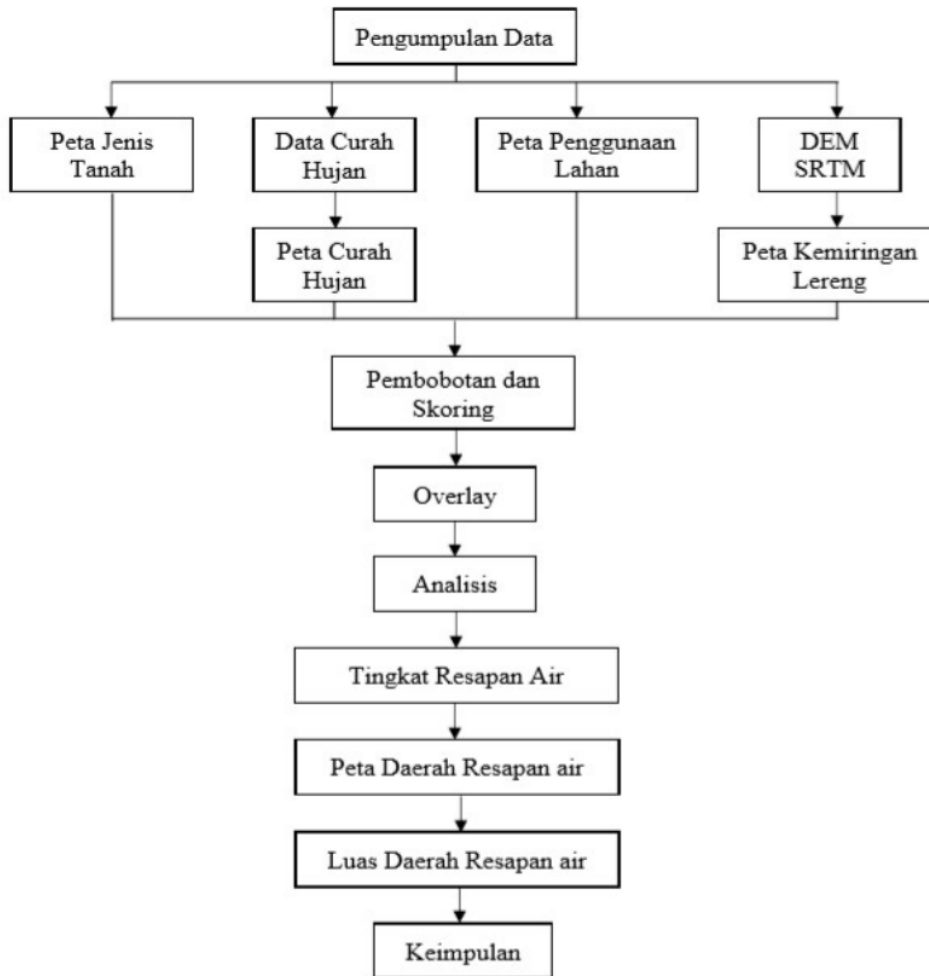 Pengumpulan Data
Peta Jenis
Tanah
Data Curah
Hujan
Peta Penggunaan
Lahan
DEM
SRTM
Peta Curah
Hujan
Peta Kemiringan
Lereng
Pembobotan dan
Skoring
Overlay
Analisis
Tingkat Resapan Air
Peta Daerah Resapan air
Luas Daerah Resapan air
Keimpulan